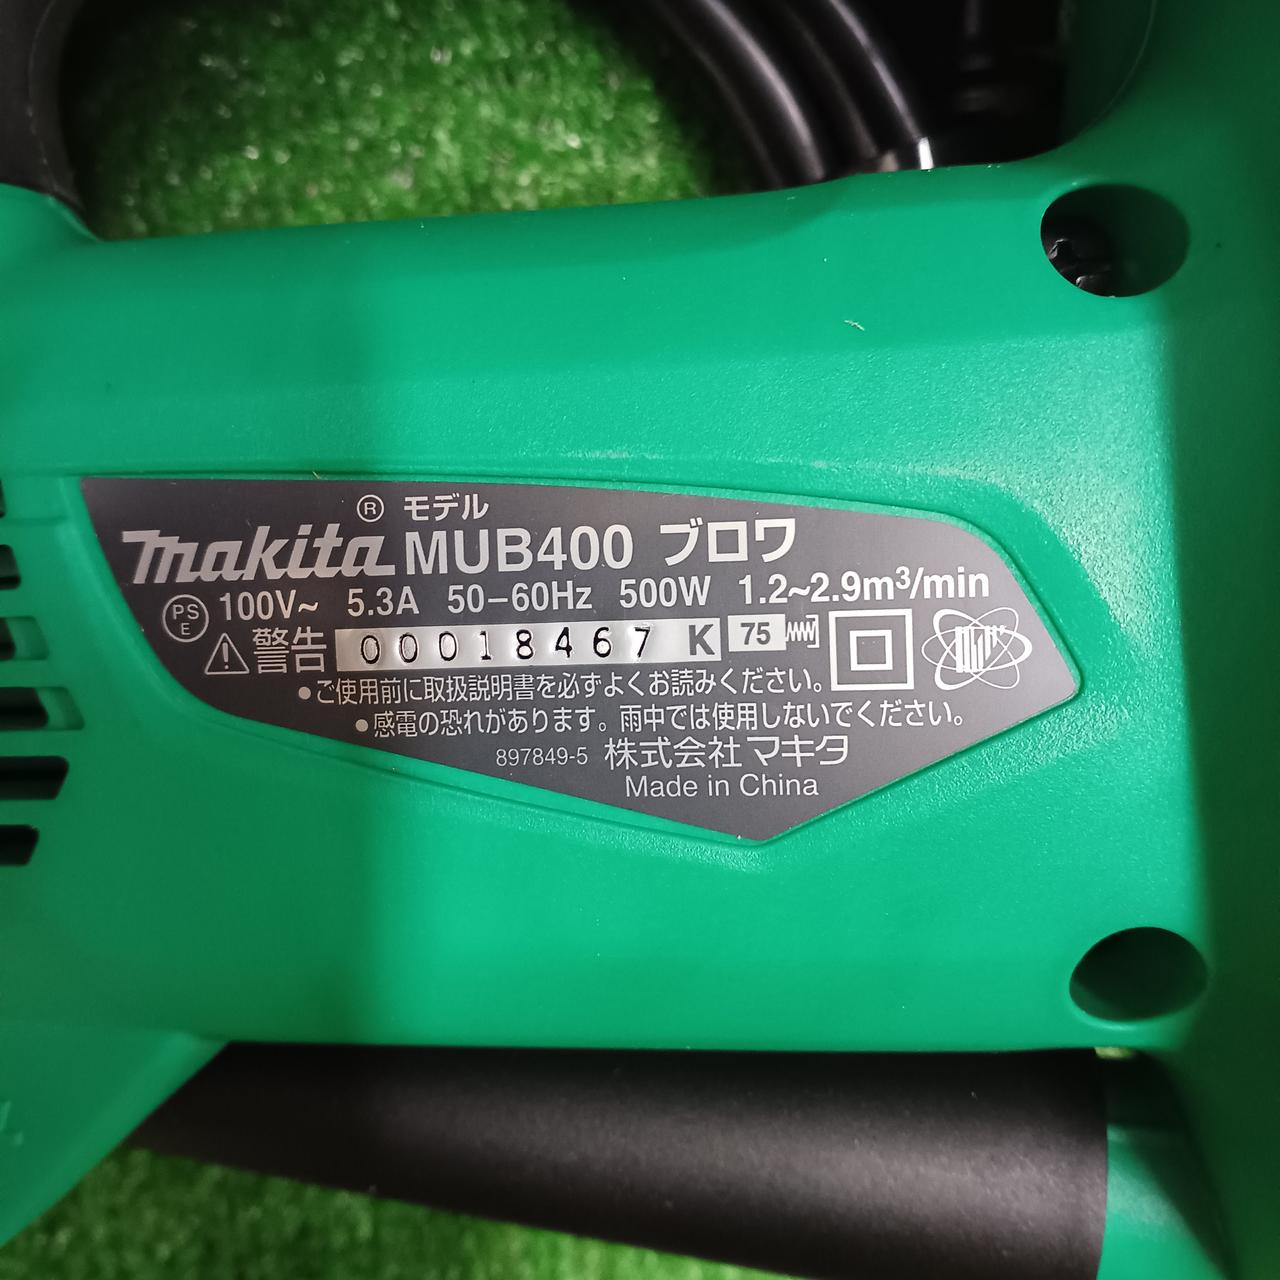 makita® モデル MUB400 ブロワ
PS E 100V~ 5.3A 50–60Hz 500W 1.2~2.9m³/min
警告 00018467 K 75
•ご使用前に取扱説明書を必ずよくお読みください。
•感電の恐れがあります。雨中では使用しないでください。
897849-5 株式会社マキタ
Made in China